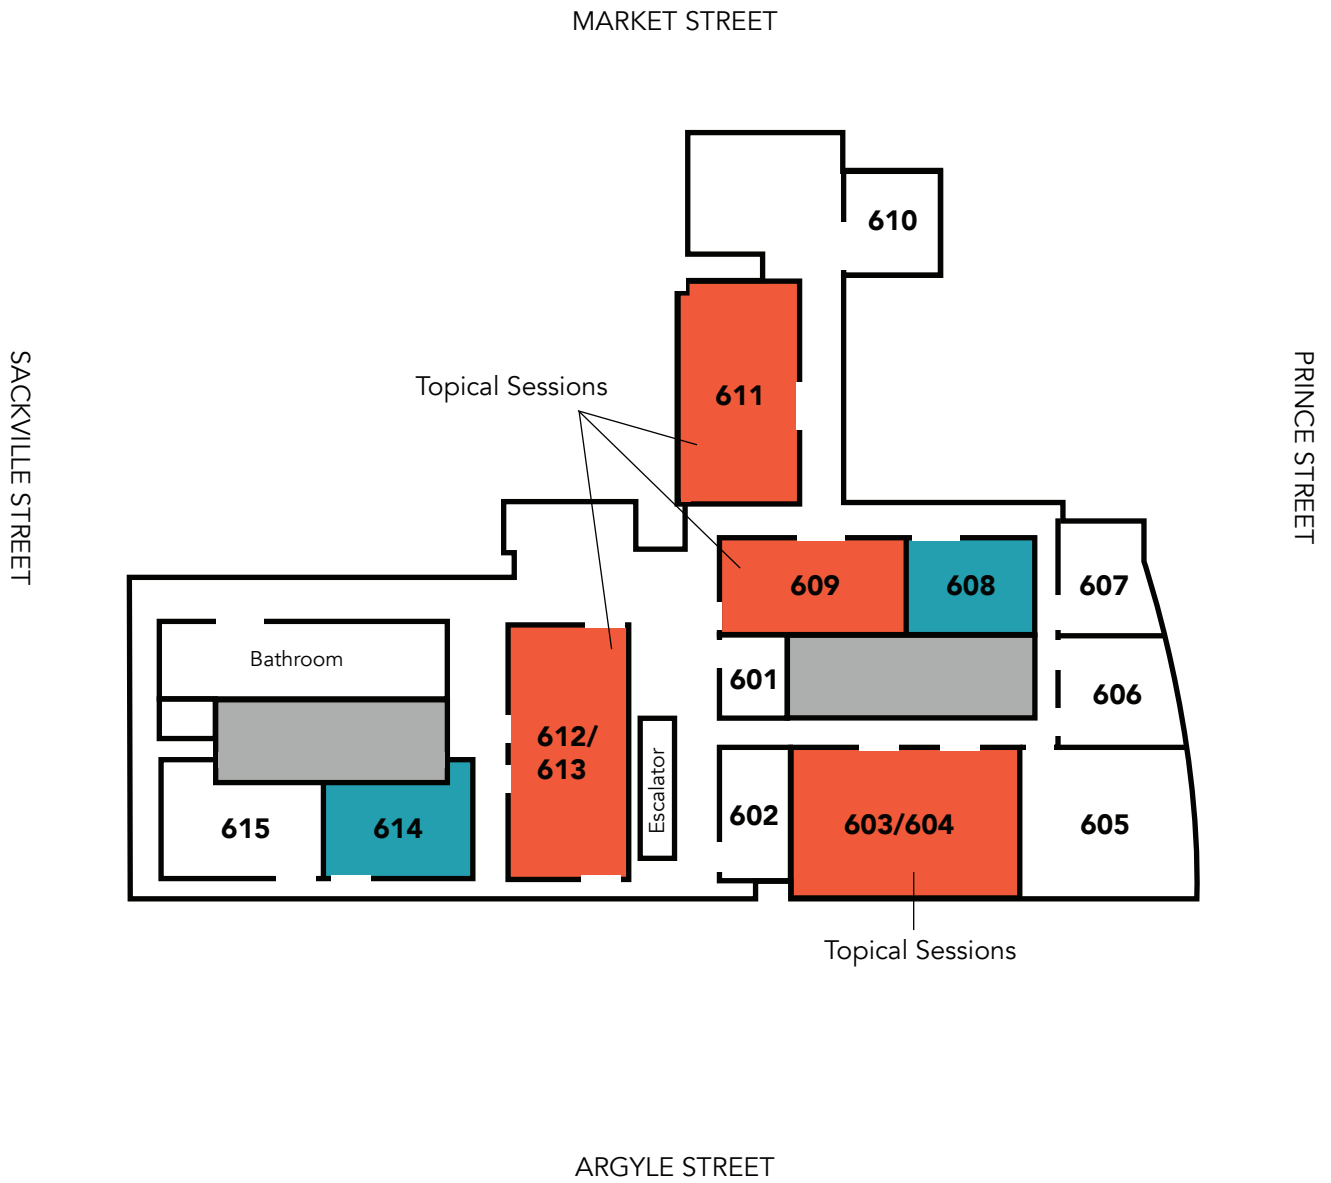 MARKET STREET
610
SACKVILLE STREET
PRINCE STREET
Topical Sessions
611
609
608
607
Bathroom
601
606
612/
613
Escalator
602
603/604
605
615
614
Topical Sessions
ARGYLE STREET